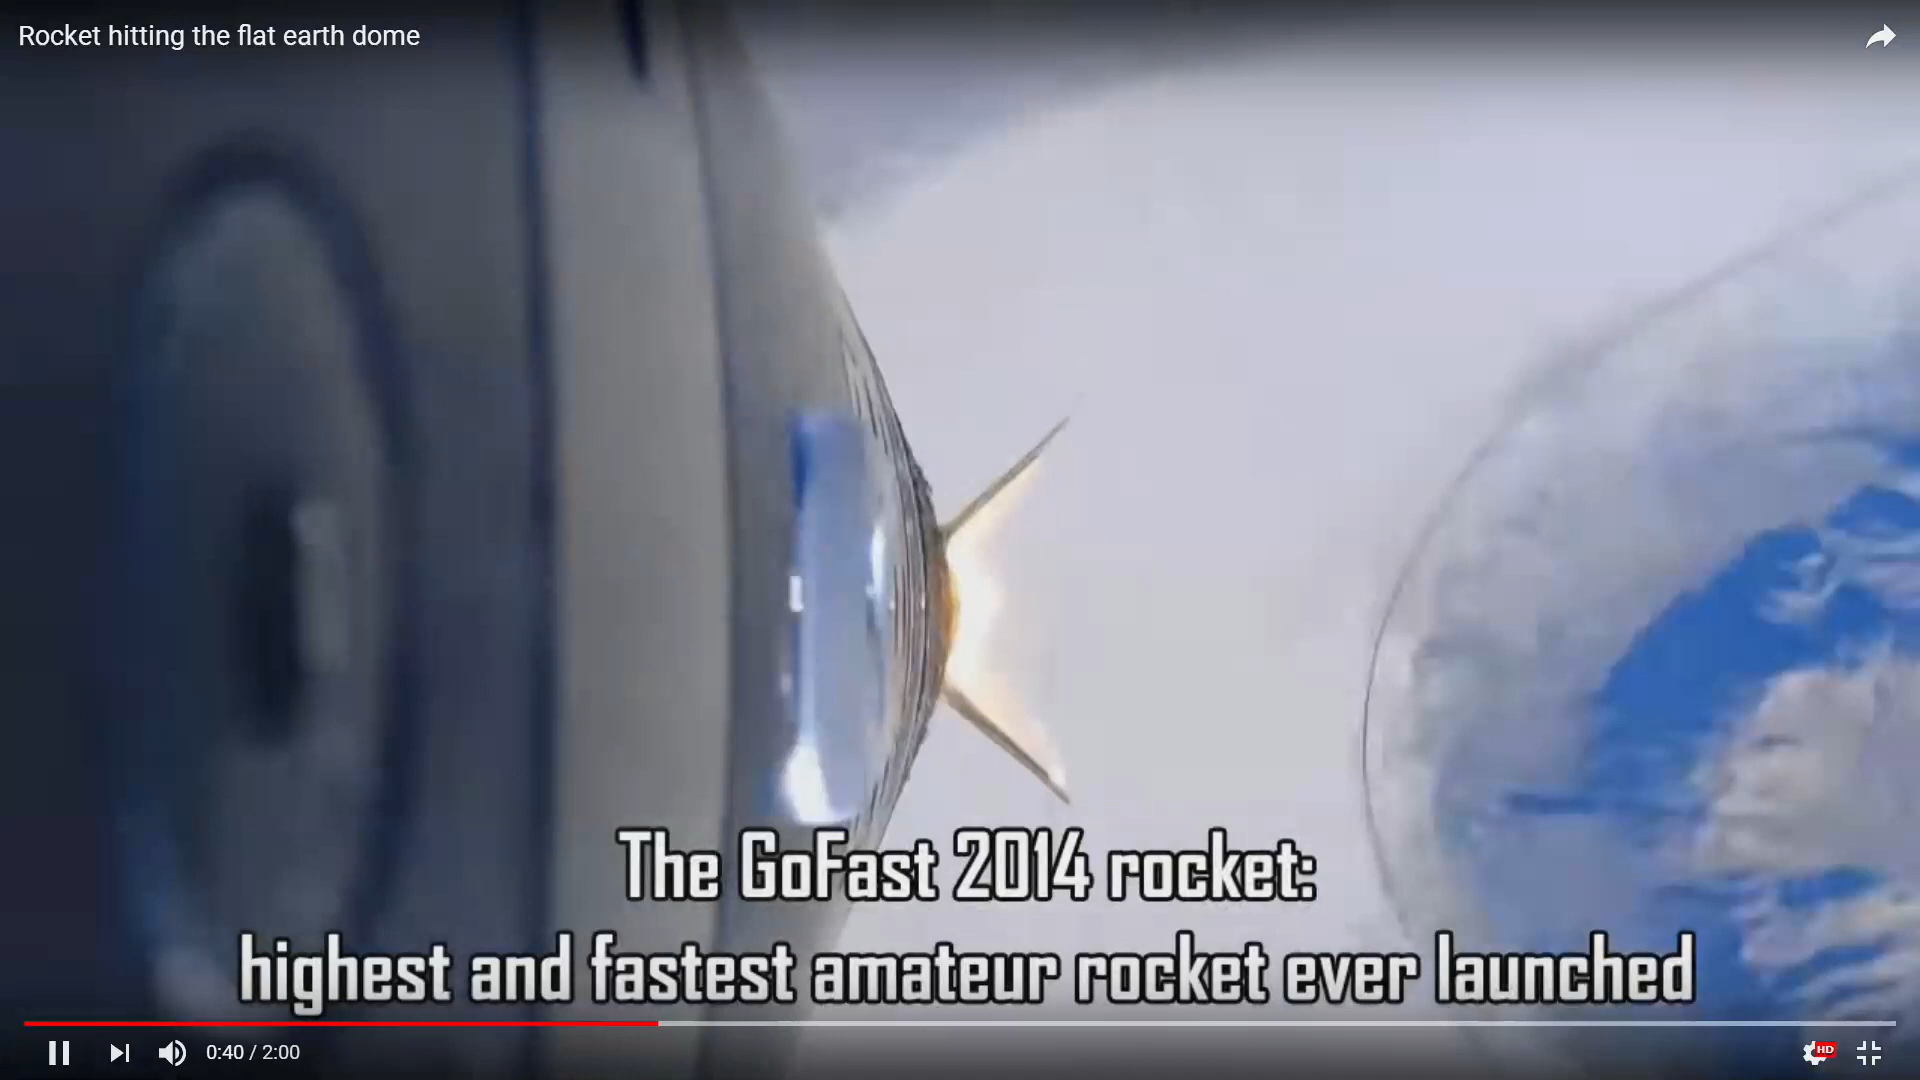 Rocket hitting the flat earth dome
The GoFast 2014 rocket:
highest and fastest amateur rocket ever launched
0:40 / 2:00
HD